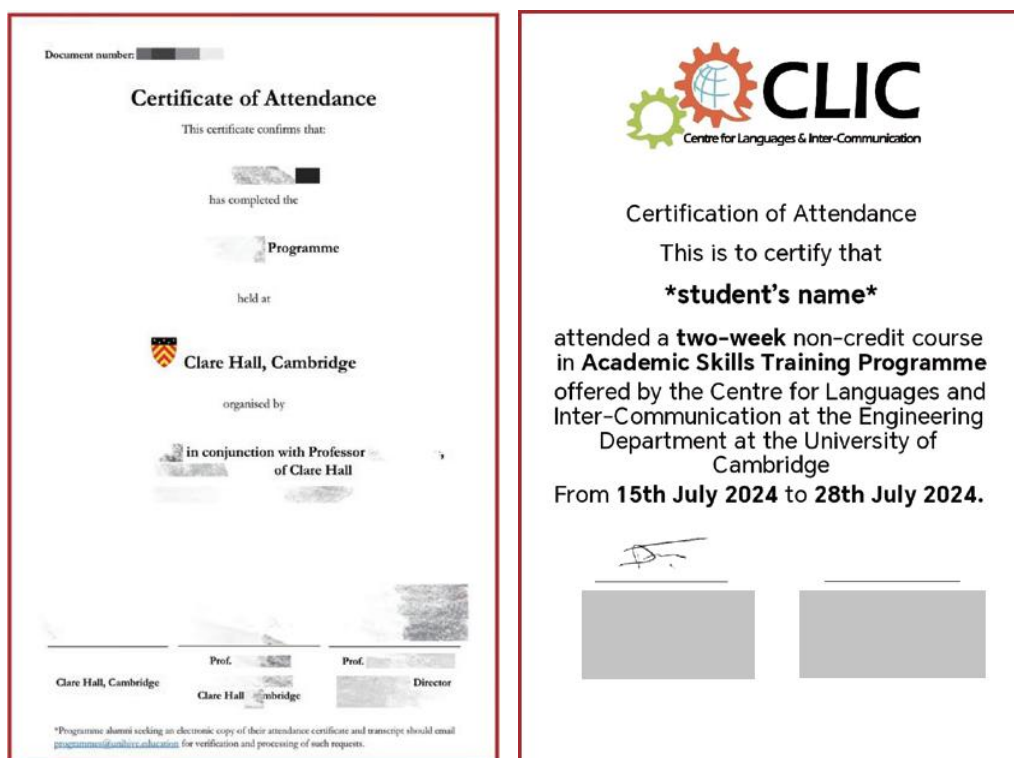 Document number:
Certificate of Attendance
This certificate confirms that:
has completed the
Programme
held at
Clare Hall, Cambridge
organised by
in conjunction with Professor ,
of Clare Hall
Prof.
Prof.
Clare Hall, Cambridge
Director
Clare Hall mbridge
*Programme alumni seeking an electronic copy of their attendance certificate and transcript should email
programmes@unihive.education for verification and processing of such requests.
CLIC
Centre for Languages & Inter-Communication
Certification of Attendance
This is to certify that
*student's name*
attended a two-week non-credit course
in Academic Skills Training Programme
offered by the Centre for Languages and
Inter-Communication at the Engineering
Department at the University of
Cambridge
From 15th July 2024 to 28th July 2024.